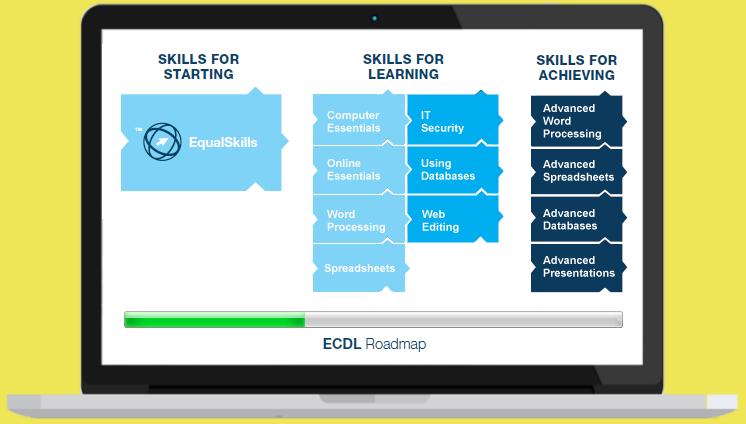 SKILLS FOR
STARTING
™
EqualSkills
SKILLS FOR
LEARNING
Computer
Essentials
IT
Security
Online
Essentials
Using
Databases
Word
Processing
Web
Editing
Spreadsheets
SKILLS FOR
ACHIEVING
Advanced
Word
Processing
Advanced
Spreadsheets
Advanced
Databases
Advanced
Presentations
ECDL Roadmap